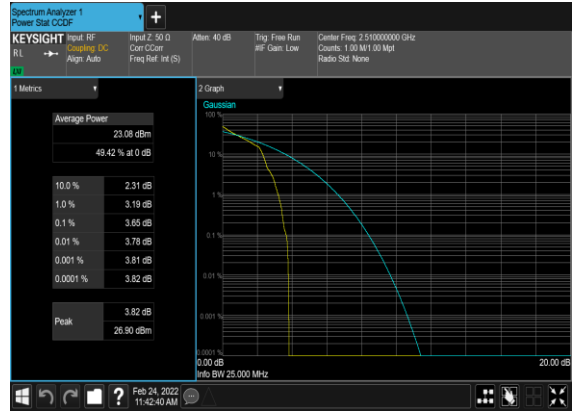 Spectrum Analyzer 1
Power Stat CCDF
KEYSIGHT
RL
Input: RF
Coupling: DC
Align: Auto
Input Z: 50 Ω
Corr CCorr
Freq Ref: Int (S)
Atten: 40 dB
Trig: Free Run
#IF Gain: Low
Center Freq: 2.510000000 GHz
Counts: 1.00 M/1.00 Mpt
Radio Std: None
1 Metrics
Average Power
23.08 dBm
49.42 % at 0 dB
10.0 % 2.31 dB
1.0 % 3.19 dB
0.1 % 3.65 dB
0.01 % 3.78 dB
0.001 % 3.81 dB
0.0001 % 3.82 dB
Peak
3.82 dB
26.90 dBm
2 Graph
Gaussian
100 %
10 %
1 %
0.1 %
0.01 %
0.001 %
0.0001 %
0.00 dB
20.00 dB
Info BW 25.000 MHz
Feb 24, 2022
11:42:40 AM